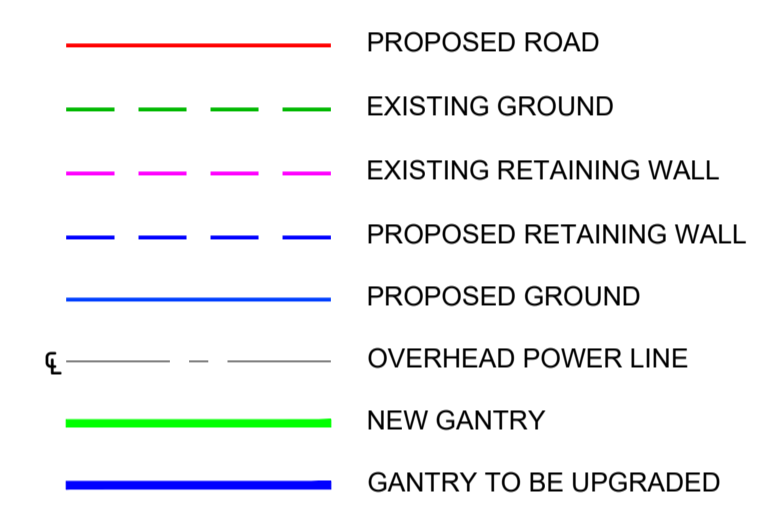 PROPOSED ROAD
EXISTING GROUND
EXISTING RETAINING WALL
PROPOSED RETAINING WALL
PROPOSED GROUND
℄ OVERHEAD POWER LINE
NEW GANTRY
GANTRY TO BE UPGRADED